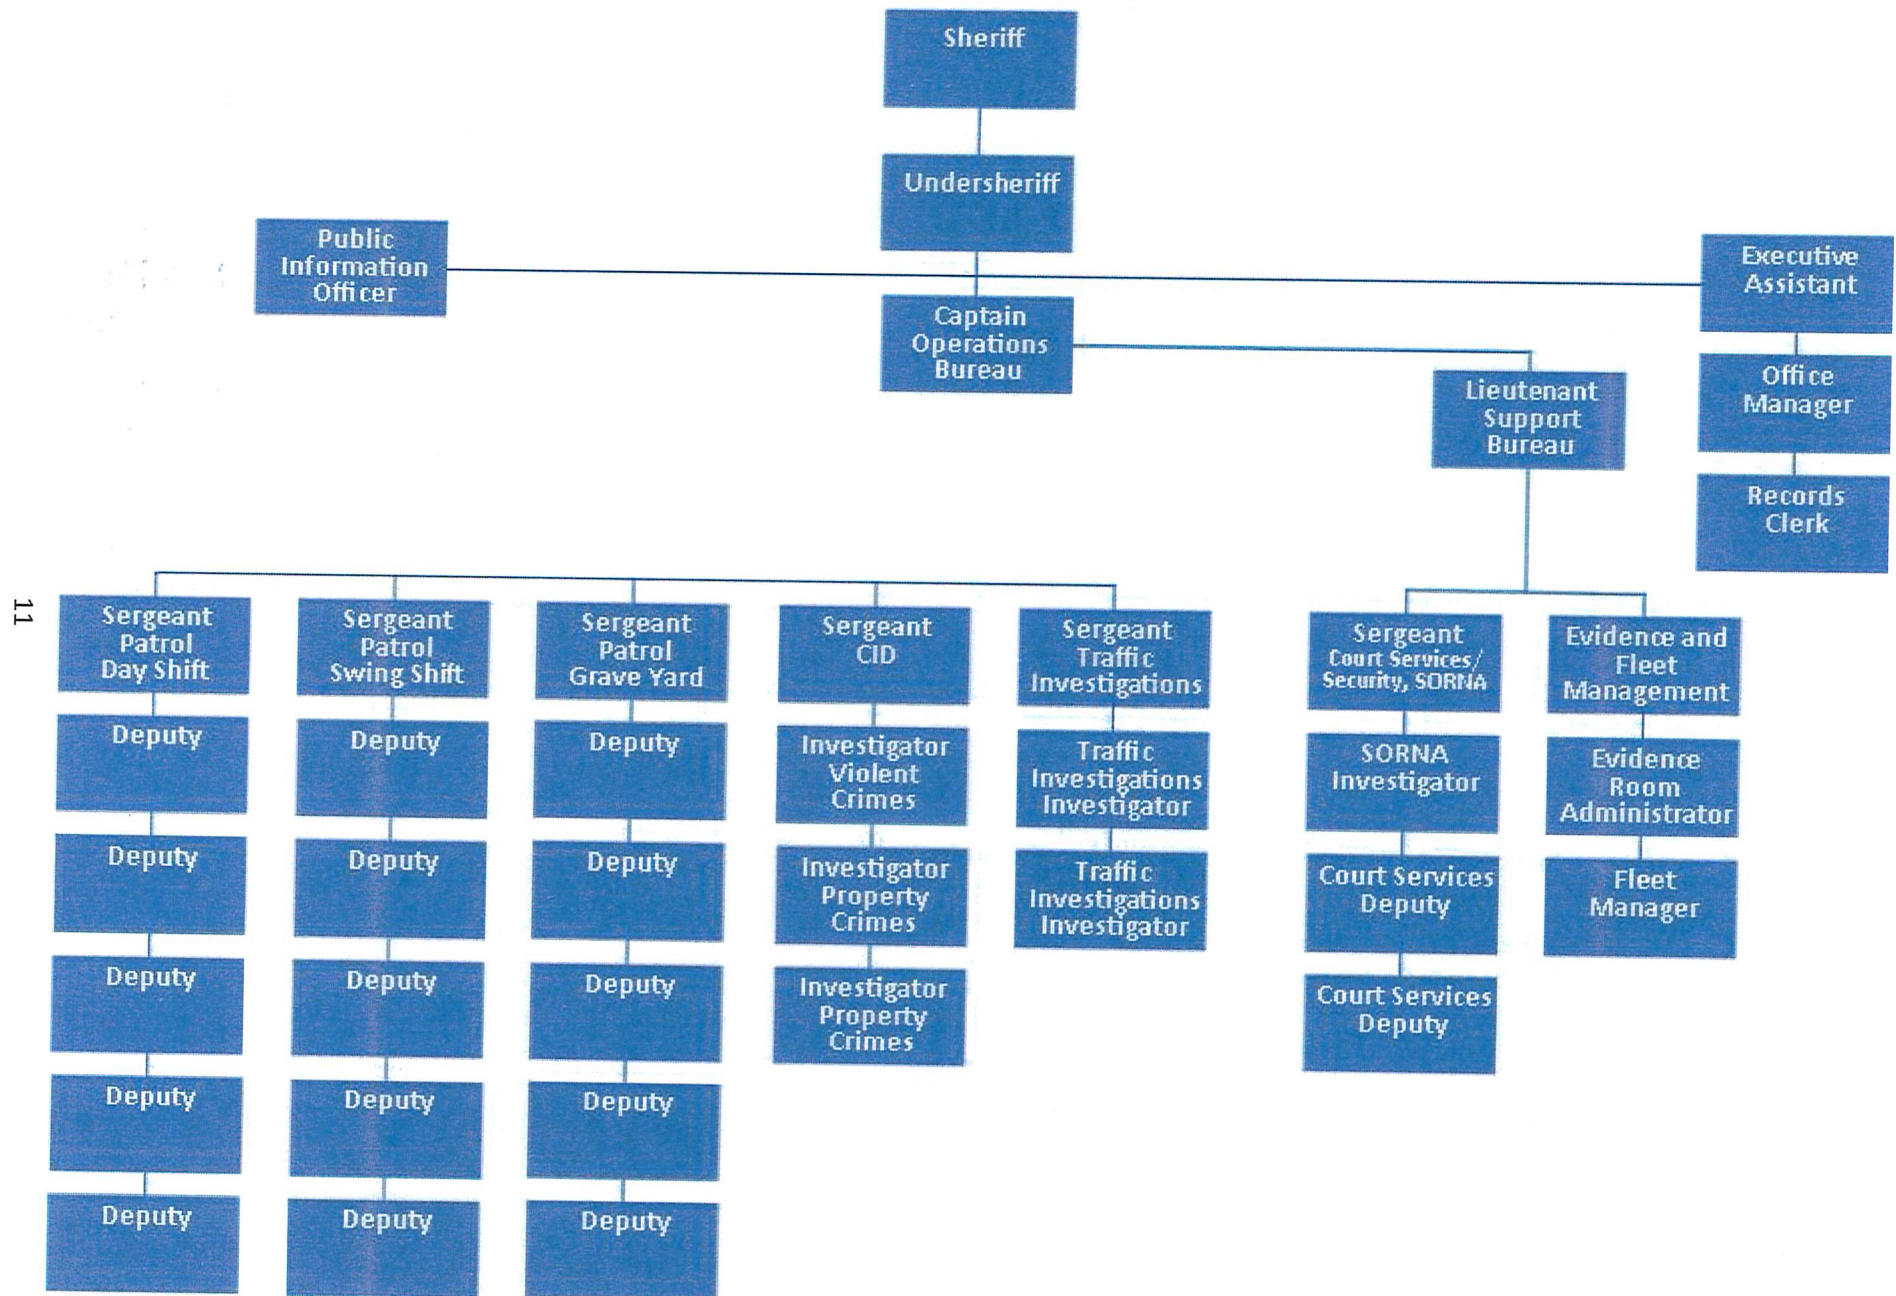 Sheriff
Undersheriff
Public
Information
Officer
Executive
Assistant
Captain
Operations
Bureau
Office
Manager
Lieutenant
Support
Bureau
Records
Clerk
11
Sergeant
Patrol
Day Shift
Deputy
Deputy
Deputy
Deputy
Deputy
Sergeant
Patrol
Swing Shift
Deputy
Deputy
Deputy
Deputy
Deputy
Sergeant
Patrol
Grave Yard
Deputy
Deputy
Deputy
Deputy
Deputy
Sergeant
CID
Investigator
Violent
Crimes
Investigator
Property
Crimes
Investigator
Property
Crimes
Sergeant
Traffic
Investigations
Traffic
Investigations
Investigator
Traffic
Investigations
Investigator
Sergeant
Court Services/
Security, SORNA
SORNA
Investigator
Court Services
Deputy
Court Services
Deputy
Evidence and
Fleet
Management
Evidence
Room
Administrator
Fleet
Manager